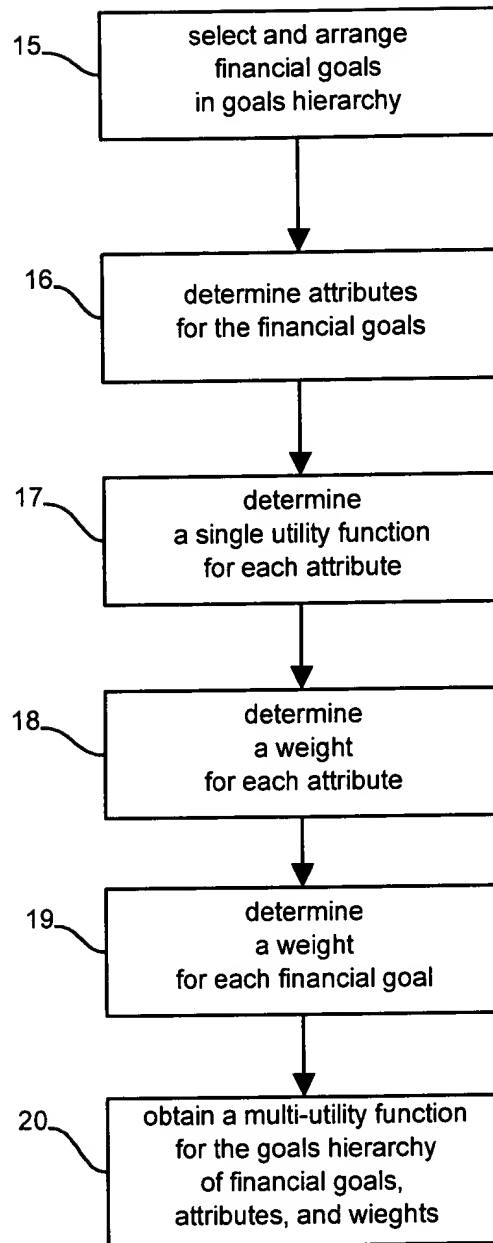 15
select and arrange
financial goals
in goals hierarchy
16
determine attributes
for the financial goals
17
determine
a single utility function
for each attribute
18
determine
a weight
for each attribute
19
determine
a weight
for each financial goal
20
obtain a multi-utility function
for the goals hierarchy
of financial goals,
attributes, and wieghts